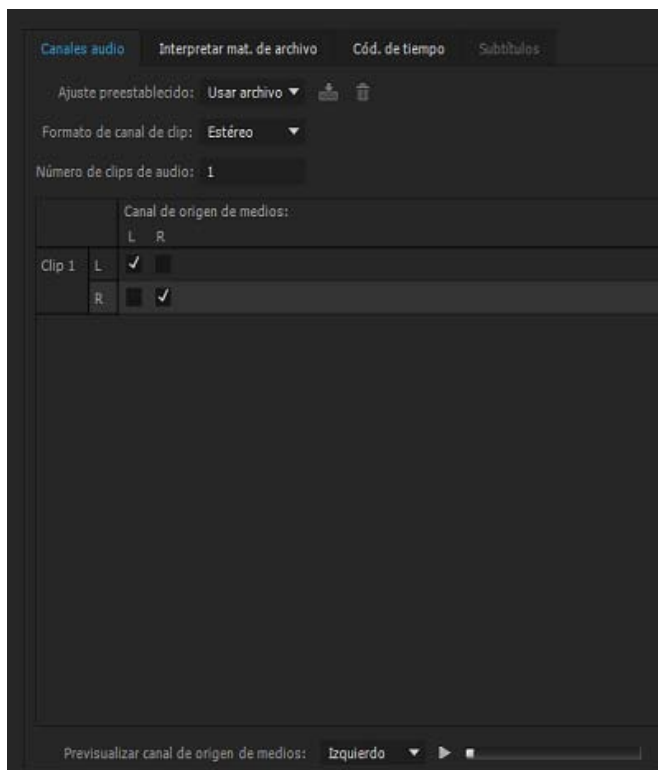 Canales audio Interpretar mat. de archivo Cód. de tiempo Subtítulos
Ajuste preestablecido: Usar archivo
Formato de canal de clip: Estéreo
Número de clips de audio: 1
Canal de origen de medios:
L R
Clip 1 L
R
Previsualizar canal de origen de medios: Izquierdo